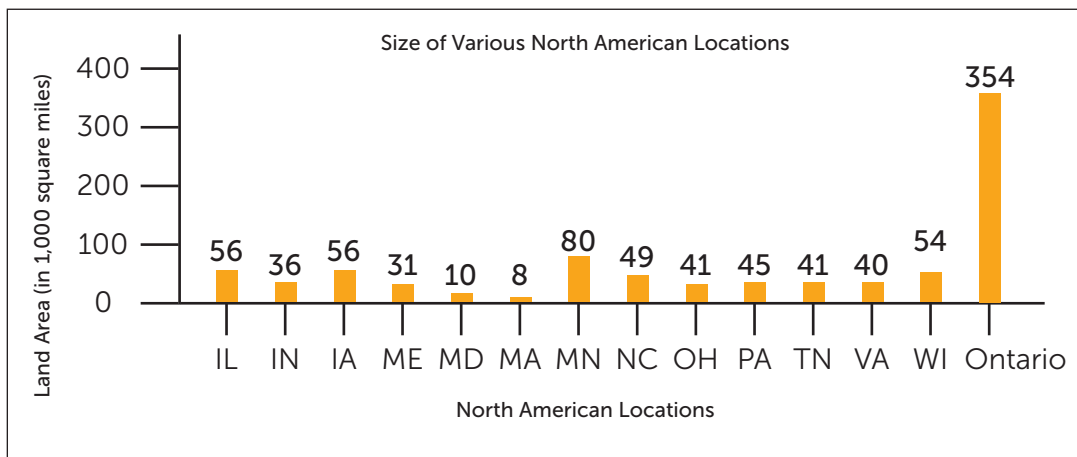 Size of Various North American Locations
Land Area (in 1,000 square miles)
400
300
200
100
0
56
36
56
31
10
8
80
49
41
45
41
40
54
354
IL
IN
IA
ME
MD
MA
MN
NC
OH
PA
TN
VA
WI
Ontario
North American Locations